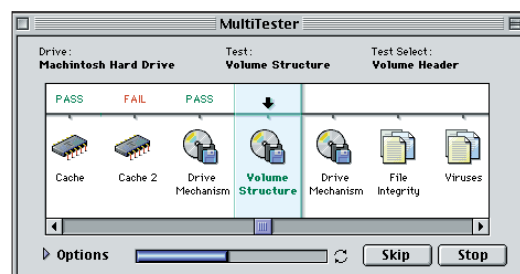 MultiTester
Drive: Test: Test Select:
Machintosh Hard Drive Volume Structure Volume Header
PASS FAIL PASS
Cache Cache 2 Drive Mechanism Volume Structure Drive Mechanism File Integrity Viruses
Options Skip Stop